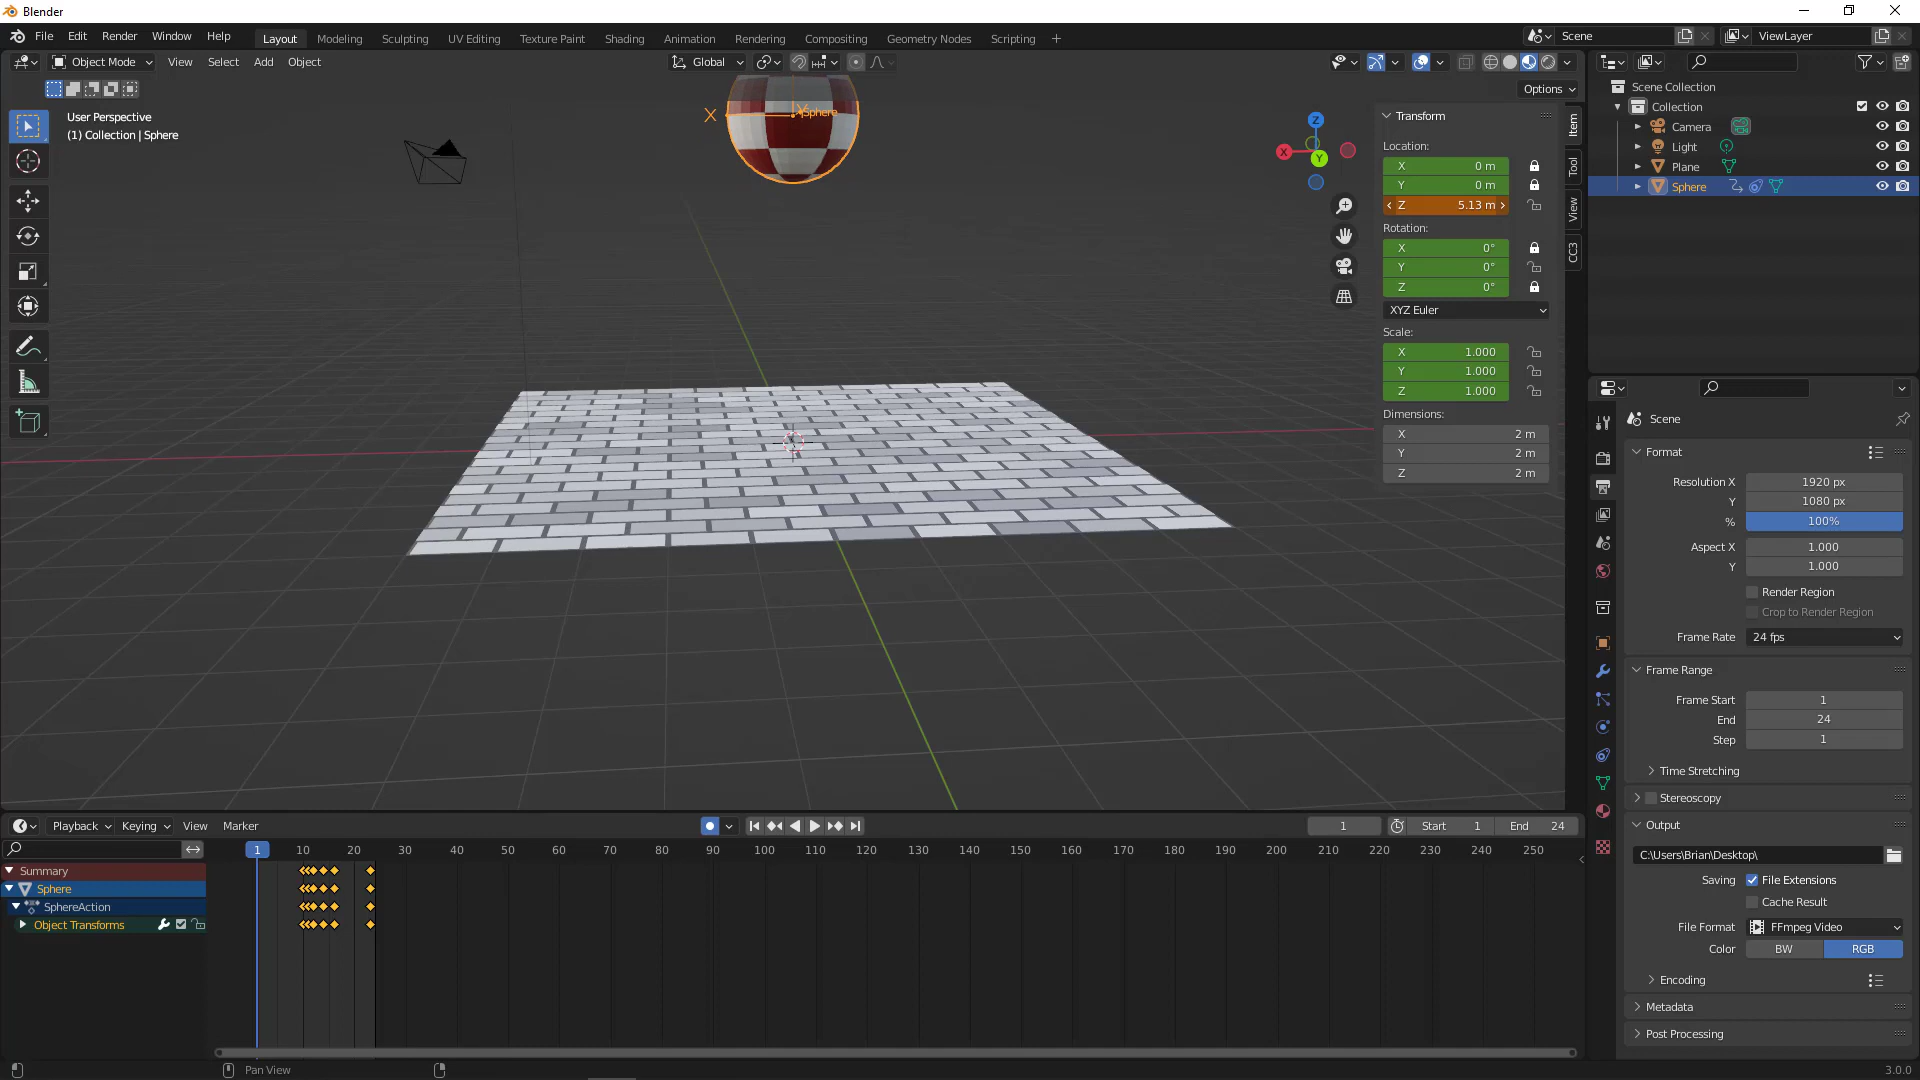 Blender
File Edit Render Window Help
Layout Modeling Sculpting UV Editing Texture Paint Shading Animation Rendering Compositing Geometry Nodes Scripting +
Scene ViewLayer
Object Mode View Select Add Object
Global
Options
User Perspective
(1) Collection | Sphere
X Y Sphere
Z
X
Y
Transform
Location:
X 0 m
Y 0 m
Z 5.13 m
Rotation:
X 0°
Y 0°
Z 0°
XYZ Euler
Scale:
X 1.000
Y 1.000
Z 1.000
Dimensions:
X 2 m
Y 2 m
Z 2 m
Item
Tool
View
CC3
Scene Collection
Collection
Camera
Light
Plane
Sphere
Scene
Format
Resolution X 1920 px
Y 1080 px
% 100%
Aspect X 1.000
Y 1.000
Render Region
Crop to Render Region
Frame Rate 24 fps
Frame Range
Frame Start 1
End 24
Step 1
Time Stretching
Stereoscopy
Output
C:\Users\Brian\Desktop\
Saving File Extensions
Cache Result
File Format FFmpeg Video
Color BW RGB
Encoding
Metadata
Post Processing
Playback Keying View Marker
1 Start 1 End 24
1 10 20 30 40 50 60 70 80 90 100 110 120 130 140 150 160 170 180 190 200 210 220 230 240 250
Summary
Sphere
SphereAction
Object Transforms
Pan View
3.0.0